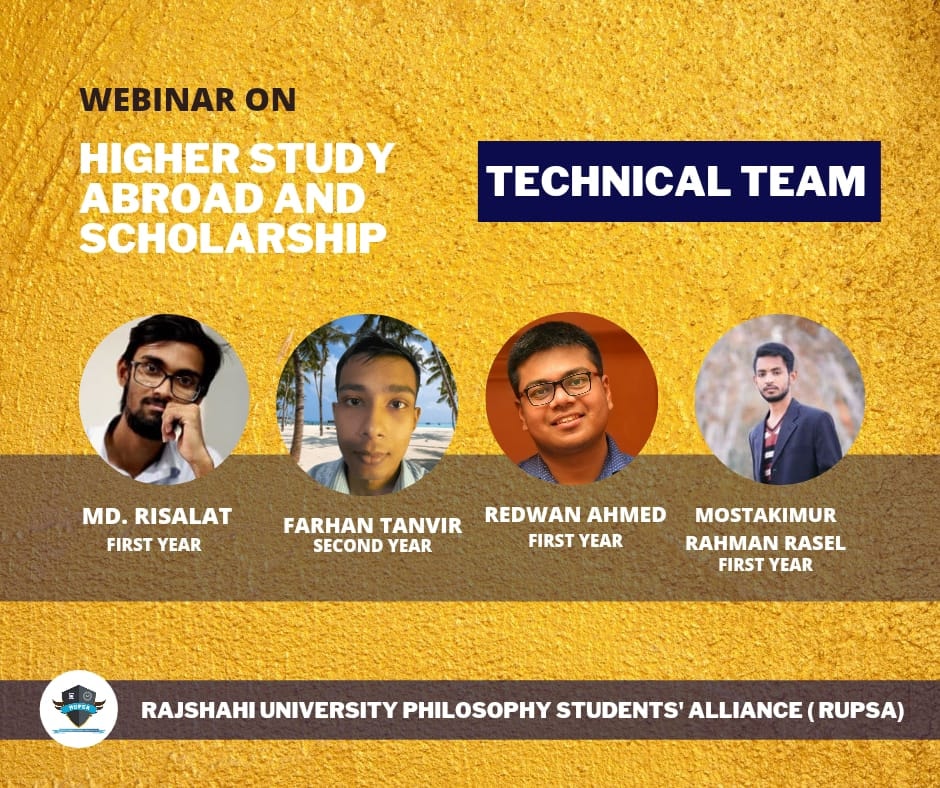 WEBINAR ON
HIGHER STUDY
ABROAD AND
SCHOLARSHIP
TECHNICAL TEAM
MD. RISALAT
FIRST YEAR
FARHAN TANVIR
SECOND YEAR
REDWAN AHMED
FIRST YEAR
MOSTAKIMUR
RAHMAN RASEL
FIRST YEAR
RUPSA
RAJSHAHI UNIVERSITY PHILOSOPHY STUDENTS' ALLIANCE ( RUPSA)